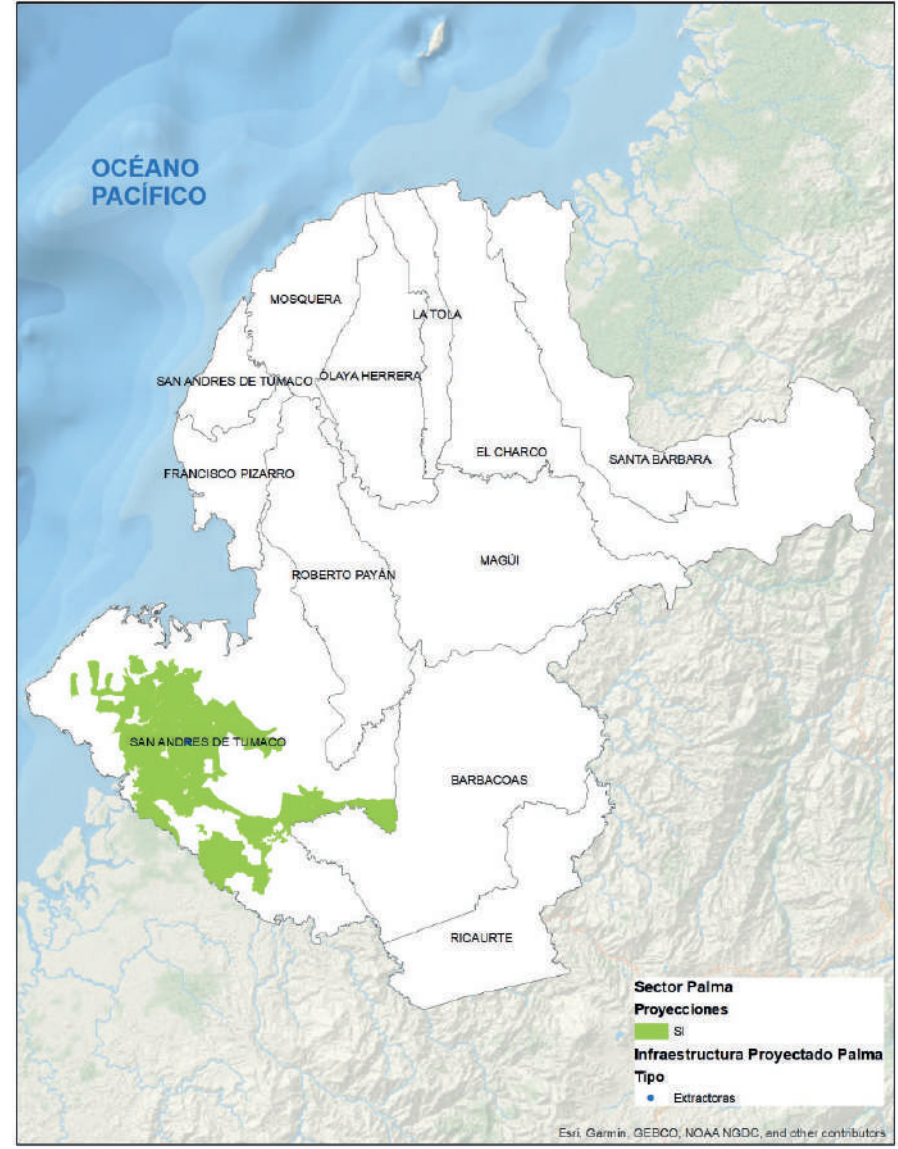 OCÉANO
PACÍFICO
MOSQUERA
LA TOLA
SAN ANDRES DE TUMACO
OLAYA HERRERA
EL CHARCO
SANTA BÁRBARA
FRANCISCO PIZARRO
MAGÜI
ROBERTO PAYÁN
SAN ANDRES DE TUMACO
BARBACOAS
RICAURTE
Sector Palma
Proyecciones
SI
Infraestructura Proyectado Palma
Tipo
Extractoras
Esri, Garmin, GEBCO, NOAA NGDC, and other contributors